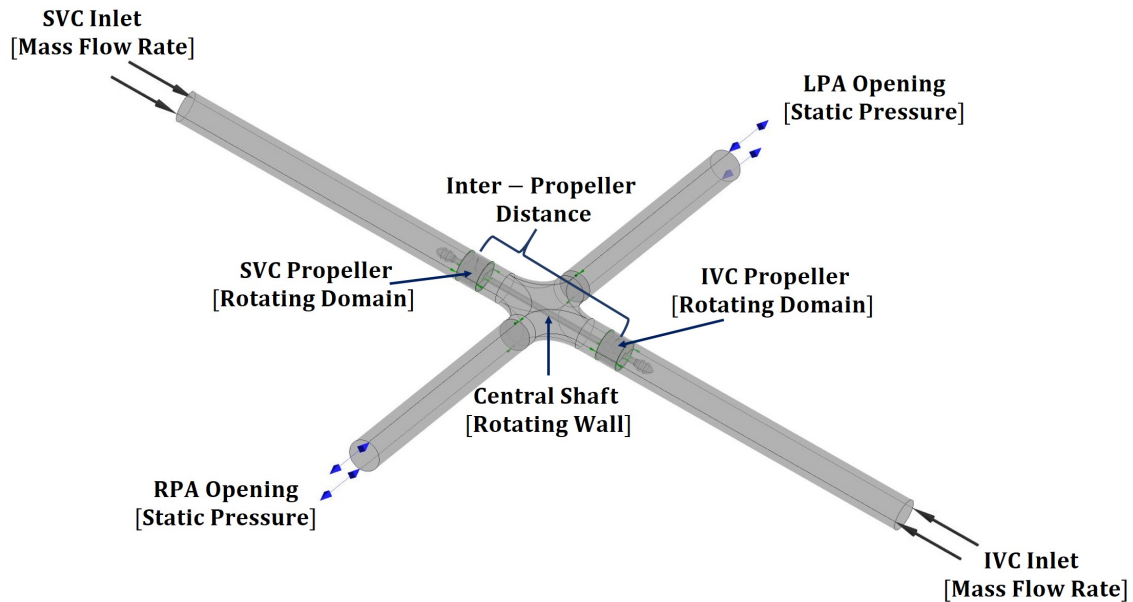 SVC Inlet
[Mass Flow Rate]
LPA Opening
[Static Pressure]
Inter – Propeller
Distance
SVC Propeller
[Rotating Domain]
IVC Propeller
[Rotating Domain]
Central Shaft
[Rotating Wall]
RPA Opening
[Static Pressure]
IVC Inlet
[Mass Flow Rate]